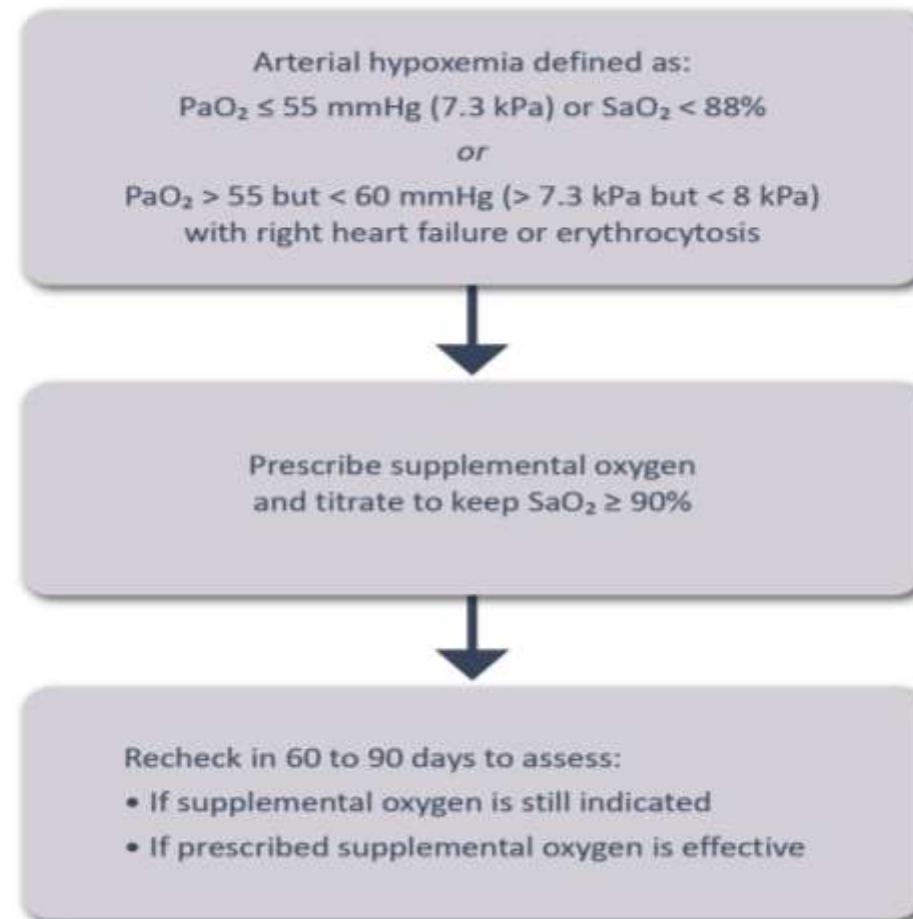 Arterial hypoxemia defined as:
PaO₂ ≤ 55 mmHg (7.3 kPa) or SaO₂ < 88%
or
PaO₂ > 55 but < 60 mmHg (> 7.3 kPa but < 8 kPa)
with right heart failure or erythrocytosis
Prescribe supplemental oxygen
and titrate to keep SaO₂ ≥ 90%
Recheck in 60 to 90 days to assess:
• If supplemental oxygen is still indicated
• If prescribed supplemental oxygen is effective